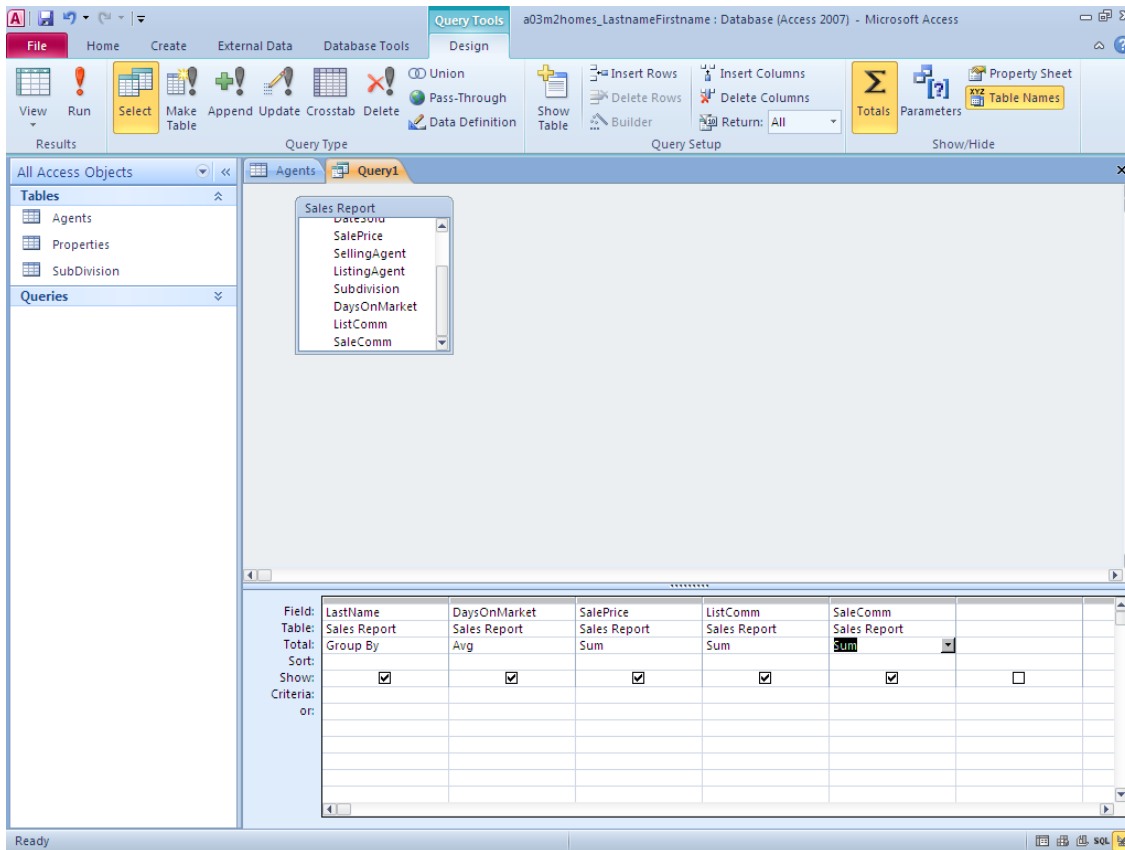 A Query Tools a03m2homes_LastnameFirstname : Database (Access 2007) - Microsoft Access
File Home Create External Data Database Tools Design
View Run Select Make Table Append Update Crosstab Delete
Union
Pass-Through
Data Definition
Show Table
Insert Rows
Delete Rows
Builder
Insert Columns
Delete Columns
Return: All
Totals Parameters
Property Sheet
XYZ Table Names
Results Query Type Query Setup Show/Hide
All Access Objects
Agents Query1
Tables
Agents
Properties
SubDivision
Queries
Sales Report
DateSold
SalePrice
SellingAgent
ListingAgent
Subdivision
DaysOnMarket
ListComm
SaleComm
Field: LastName DaysOnMarket SalePrice ListComm SaleComm
Table: Sales Report Sales Report Sales Report Sales Report Sales Report
Total: Group By Avg Sum Sum Sum
Sort:
Show:
Criteria:
or:
Ready SQL